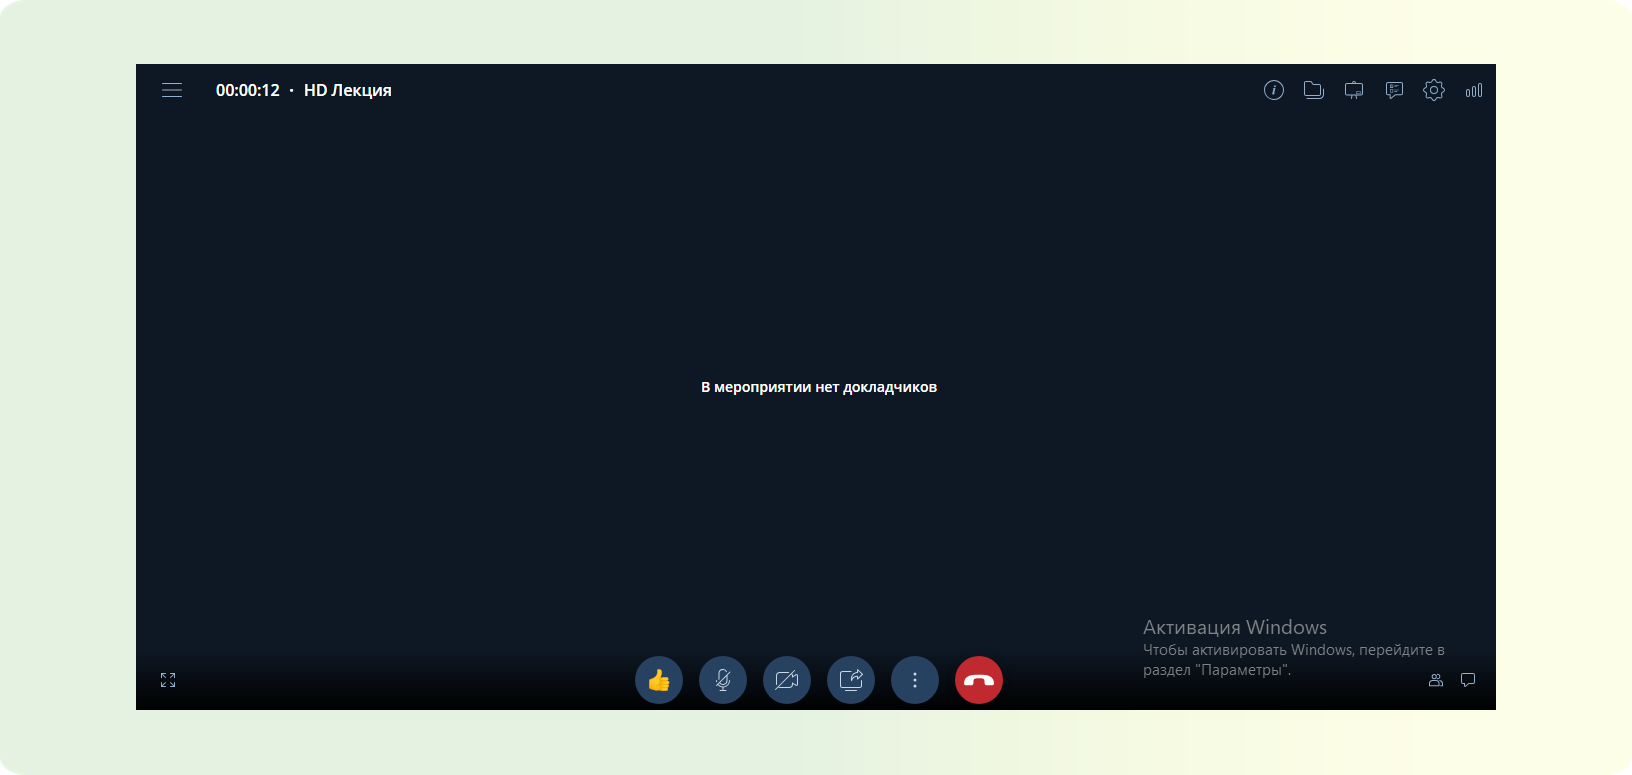 00:00:12 · HD Лекция
В мероприятии нет докладчиков
Активация Windows
Чтобы активировать Windows, перейдите в
раздел "Параметры".